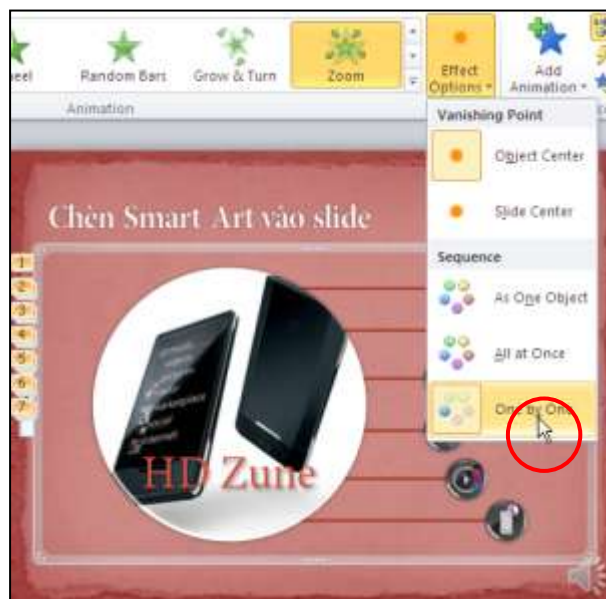 Random Bars
Grow & Turn
Zoom
Effect
Options
Add
Animation
Animation
Vanishing Point
Object Center
Slide Center
Sequence
As One Object
All at Once
One by One
Chèn Smart Art vào slide
1
2
3
4
5
6
7
HD Zune